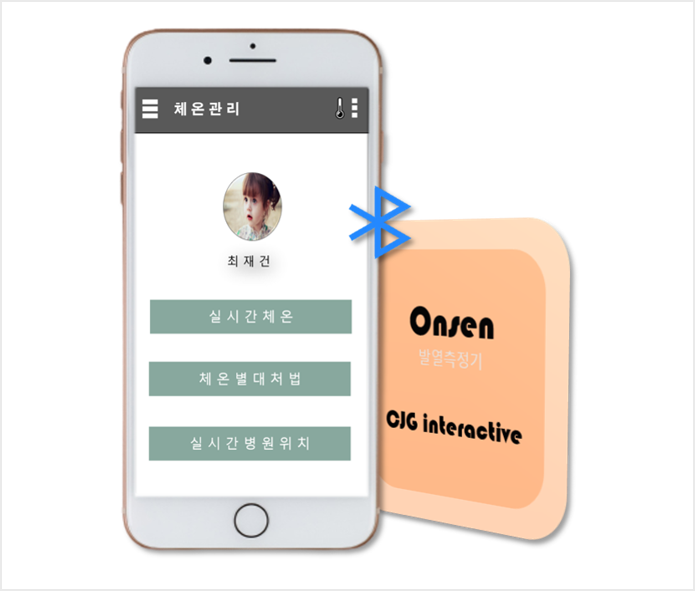 체온관리
최재건
실시간체온
체온별대처법
실시간병원위치
Onsen
발열측정기
CJG interactive